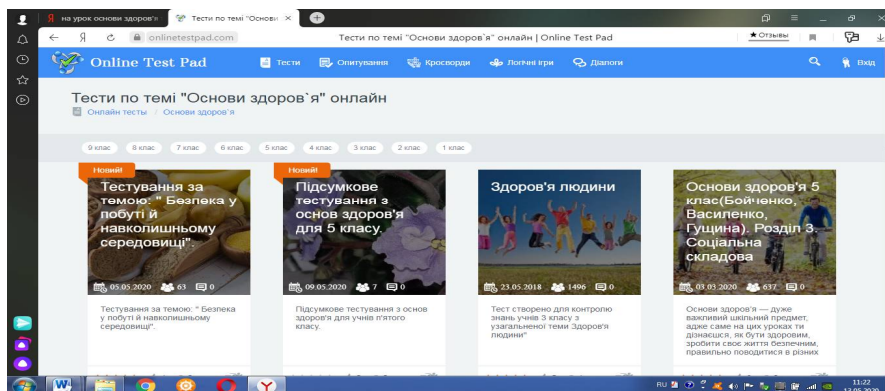 на урок основи здоров'я
Тести по темі "Основи
onlinetestpad.com
Тести по темі "Основи здоров`я" онлайн | Online Test Pad
★ Отзывы
Online Test Pad
Тести
Опитування
Кросворди
Логічні ігри
Діалоги
Вхід
Тести по темі "Основи здоров`я" онлайн
Онлайн тесты / Основи здоров`я
9 клас 8 клас 7 клас 6 клас 5 клас 4 клас 3 клас 2 клас 1 клас
Новий!
Тестування за
темою: " Безпека у
побуті й
навколишньому
середовищі".
05.05.2020 63 0
Тестування за темою: " Безпека
у побуті й навколишньому
середовищі".
Новий!
Підсумкове
тестування з
основ здоров'я
для 5 класу.
09.05.2020 7 0
Підсумкове тестування з основ
здоров'я для учнів п'ятого
класу.
Здоров'я людини
23.05.2018 1496 0
Тест створено для контролю
знань учнів 3 класу з
узагальненої теми Здоров'я
людини"
Основи здоров'я 5
клас(Бойченко,
Василенко,
Гущина). Розділ 3.
Соціальна
складова
03.03.2020 637 0
Основи здоров'я — дуже
важливий шкільний предмет,
адже саме на цих уроках ти
дізнаєшся, як бути здоровим,
зробити своє життя безпечним,
правильно поводитися в різних
RU
11:22
13.05.2020